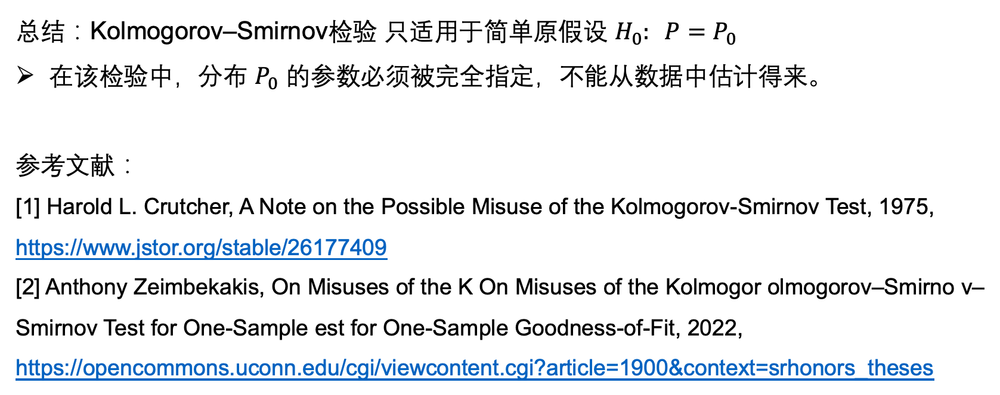 总结：Kolmogorov–Smirnov检验 只适用于简单原假设 H₀: P = P₀
➢ 在该检验中，分布 P₀ 的参数必须被完全指定，不能从数据中估计得来。
参考文献：
[1] Harold L. Crutcher, A Note on the Possible Misuse of the Kolmogorov-Smirnov Test, 1975,
https://www.jstor.org/stable/26177409
[2] Anthony Zeimbekakis, On Misuses of the K On Misuses of the Kolmogor olmogorov–Smirno v–
Smirnov Test for One-Sample est for One-Sample Goodness-of-Fit, 2022,
https://opencommons.uconn.edu/cgi/viewcontent.cgi?article=1900&context=srhonors_theses